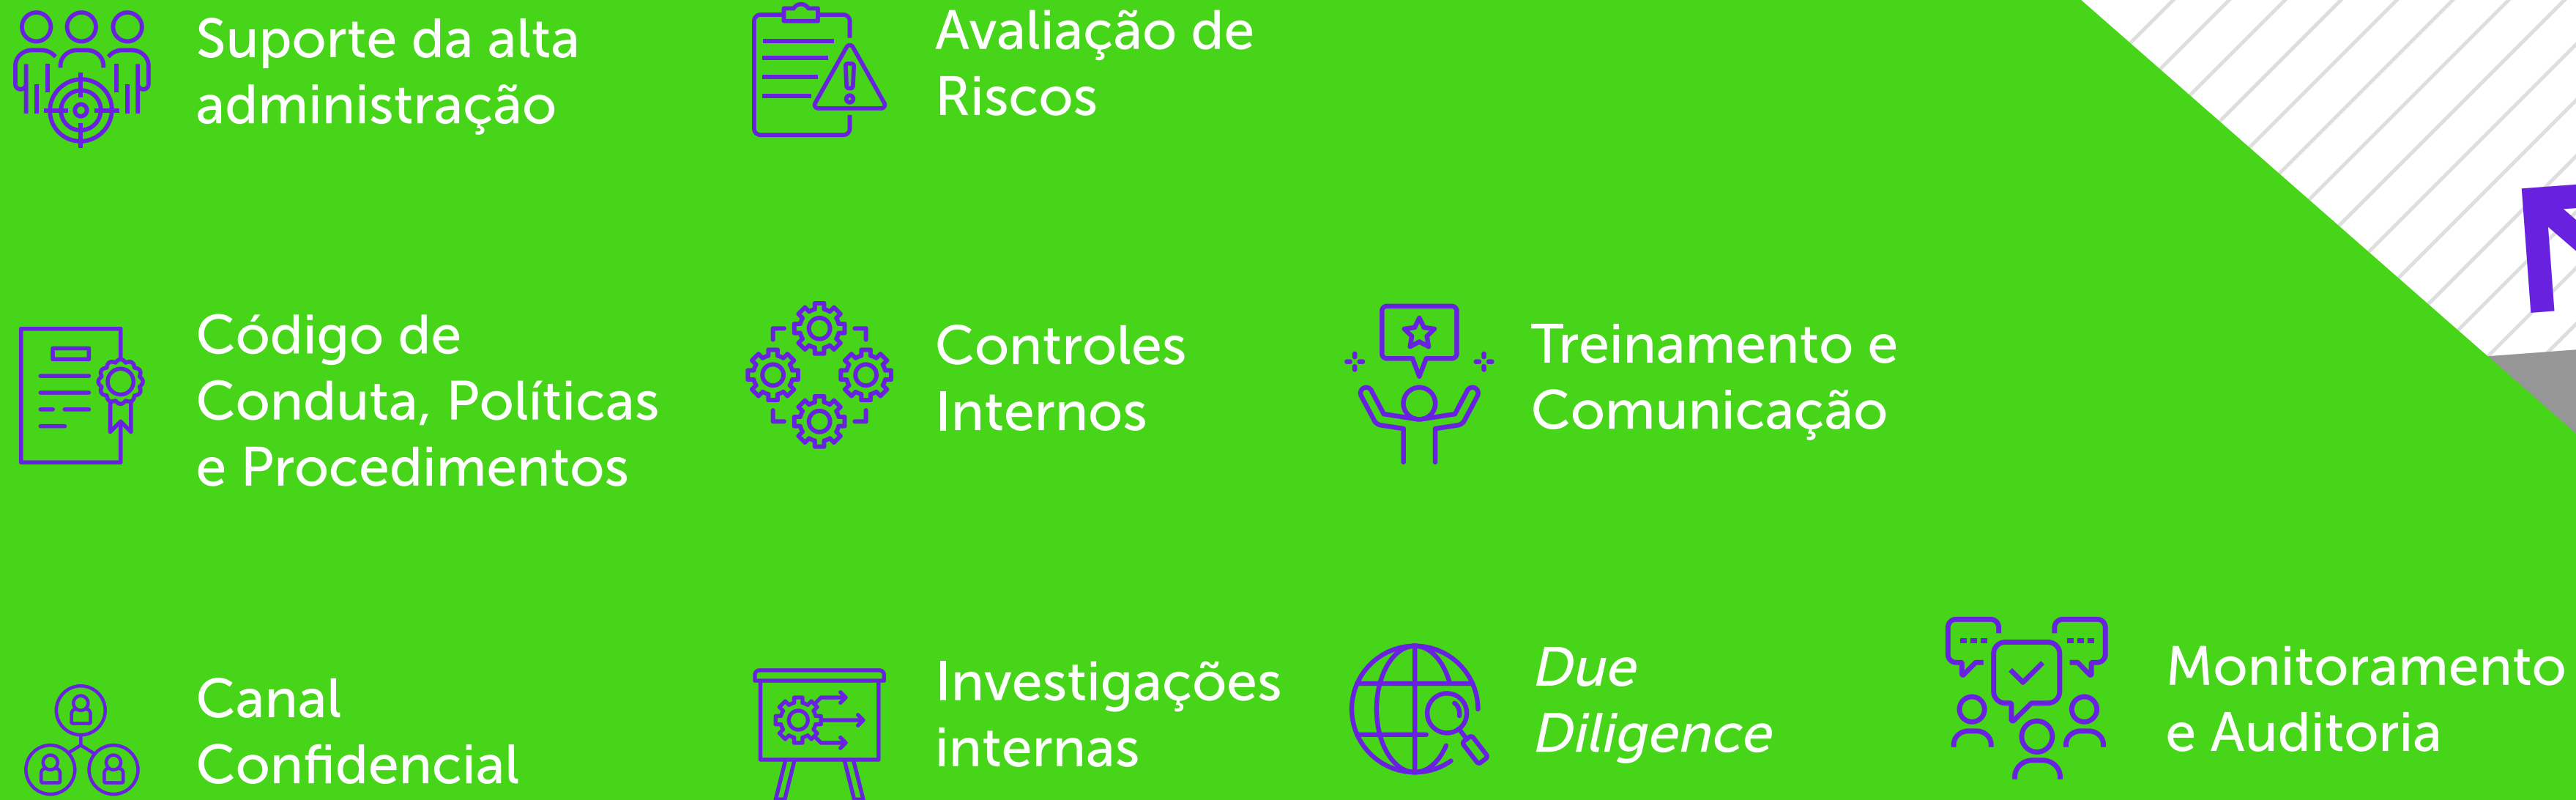 Suporte da alta
administração
Avaliação de
Riscos
Código de
Conduta, Políticas
e Procedimentos
Controles
Internos
Treinamento e
Comunicação
Canal
Confidencial
Investigações
internas
Due
Diligence
Monitoramento
e Auditoria